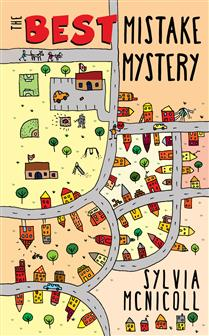 THE BEST
MISTAKE
MYSTERY
SYLVIA
MCNICOLL